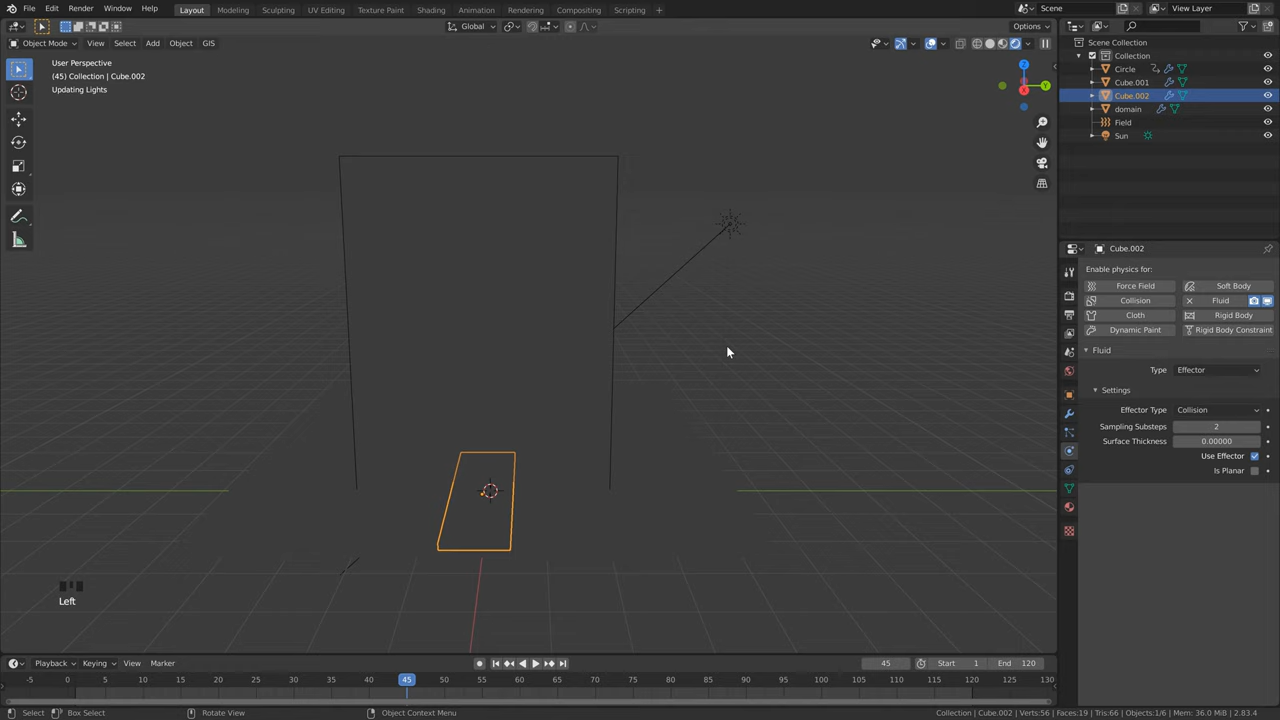 File Edit Render Window Help Layout Modeling Sculpting UV Editing Texture Paint Shading Animation Rendering Compositing Scripting + Scene View Layer
Global Options
Object Mode View Select Add Object GIS
User Perspective
(45) Collection | Cube.002
Updating Lights
Z
Y
X
Left
Scene Collection
Collection
Circle
Cube.001
Cube.002
domain
Field
Sun
Cube.002
Enable physics for:
Force Field Soft Body
Collision Fluid
Cloth Rigid Body
Dynamic Paint Rigid Body Constraint
Fluid
Type Effector
Settings
Effector Type Collision
Sampling Substeps 2
Surface Thickness 0.00000
Use Effector
Is Planar
Playback Keying View Marker 45 Start 1 End 120
-5 0 5 10 15 20 25 30 35 40 45 50 55 60 65 70 75 80 85 90 95 100 105 110 115 120 125 130
Select Box Select Rotate View Object Context Menu Collection | Cube.002 | Verts:56 | Faces:19 | Tris:66 | Objects:1/6 | Mem: 36.0 MiB | 2.83.4